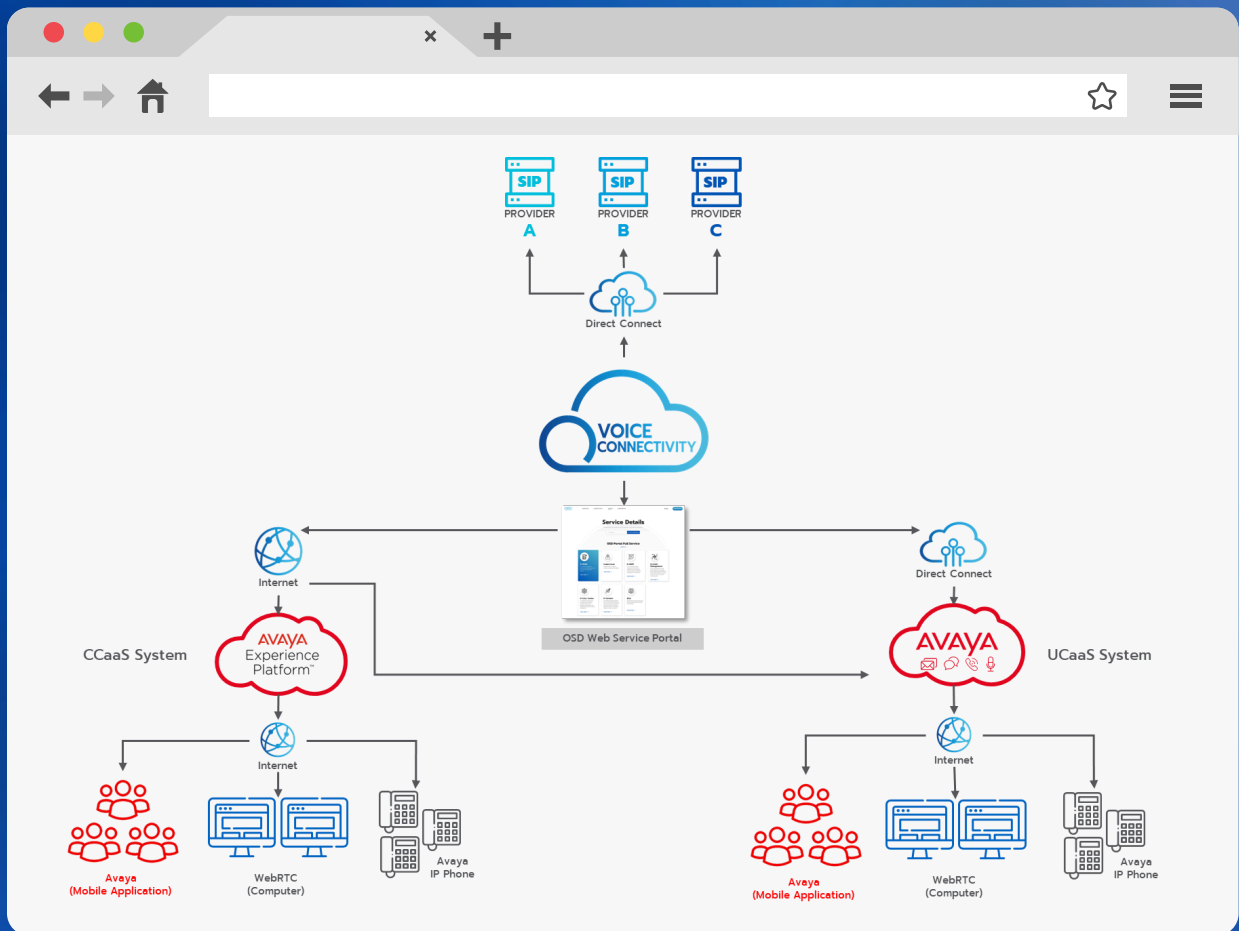 SIP
SIP
SIP
PROVIDER
PROVIDER
PROVIDER
A
B
C
Direct Connect
VOICE
CONNECTIVITY
Service Details
OSD Web Service Portal
Internet
Direct Connect
CCaaS System
AVAYA
Experience
Platform™
AVAYA
UCaaS System
Internet
Internet
Avaya
(Mobile Application)
WebRTC
(Computer)
Avaya
IP Phone
Avaya
(Mobile Application)
WebRTC
(Computer)
Avaya
IP Phone